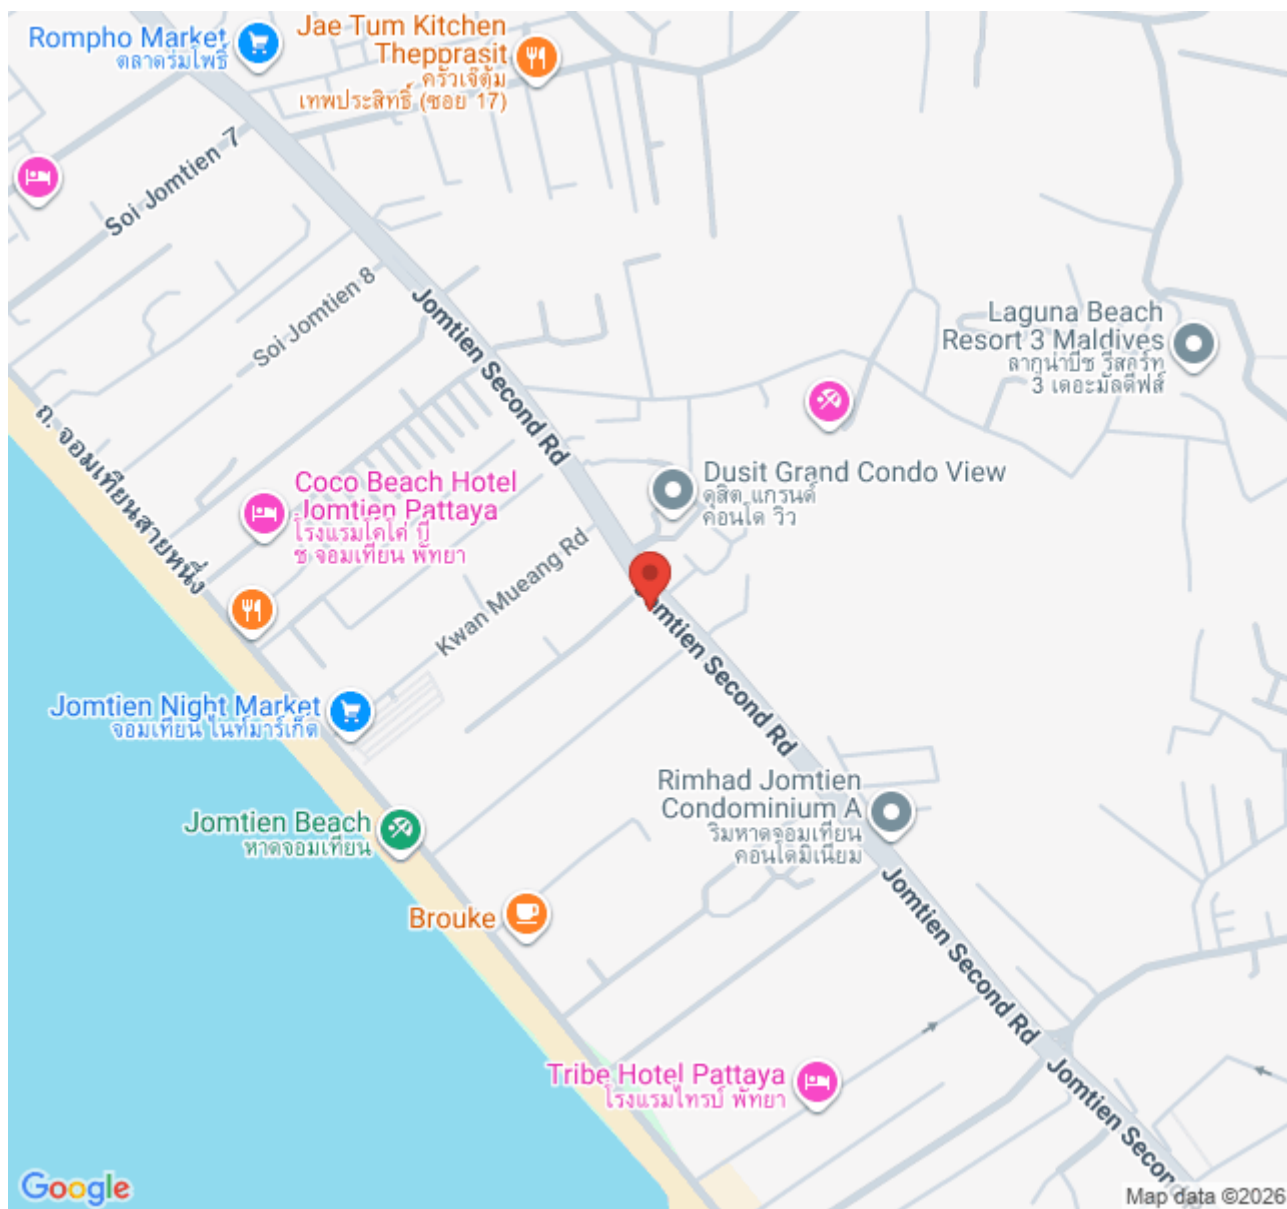 Rompho Market
ตลาดร่มโพธิ์
Jae Tum Kitchen
Thepprasit
ครัวเจ๊ตุ้ม
เทพประสิทธิ์ (ซอย 17)
Soi Jomtien 7
Soi Jomtien 8
Jomtien Second Rd
Laguna Beach
Resort 3 Maldives
ลากูน่าบีช รีสอร์ท
3 เดอะมัลดีฟส์
ถ. จอมเทียนสายหนึ่ง
Coco Beach Hotel
Jomtien Pattaya
โรงแรมโคโค่ บี
ช จอมเทียน พัทยา
Dusit Grand Condo View
ดุสิต แกรนด์
คอนโด วิว
Kwan Mueang Rd
Jomtien Second Rd
Jomtien Night Market
จอมเทียน ไนท์มาร์เก็ต
Rimhad Jomtien
Condominium A
ริมหาดจอมเทียน
คอนโดมิเนียม
Jomtien Beach
หาดจอมเทียน
Brouke
Jomtien Second Rd
Tribe Hotel Pattaya
โรงแรมไทรบ์ พัทยา
Jomtien Second
Google
Map data ©2026